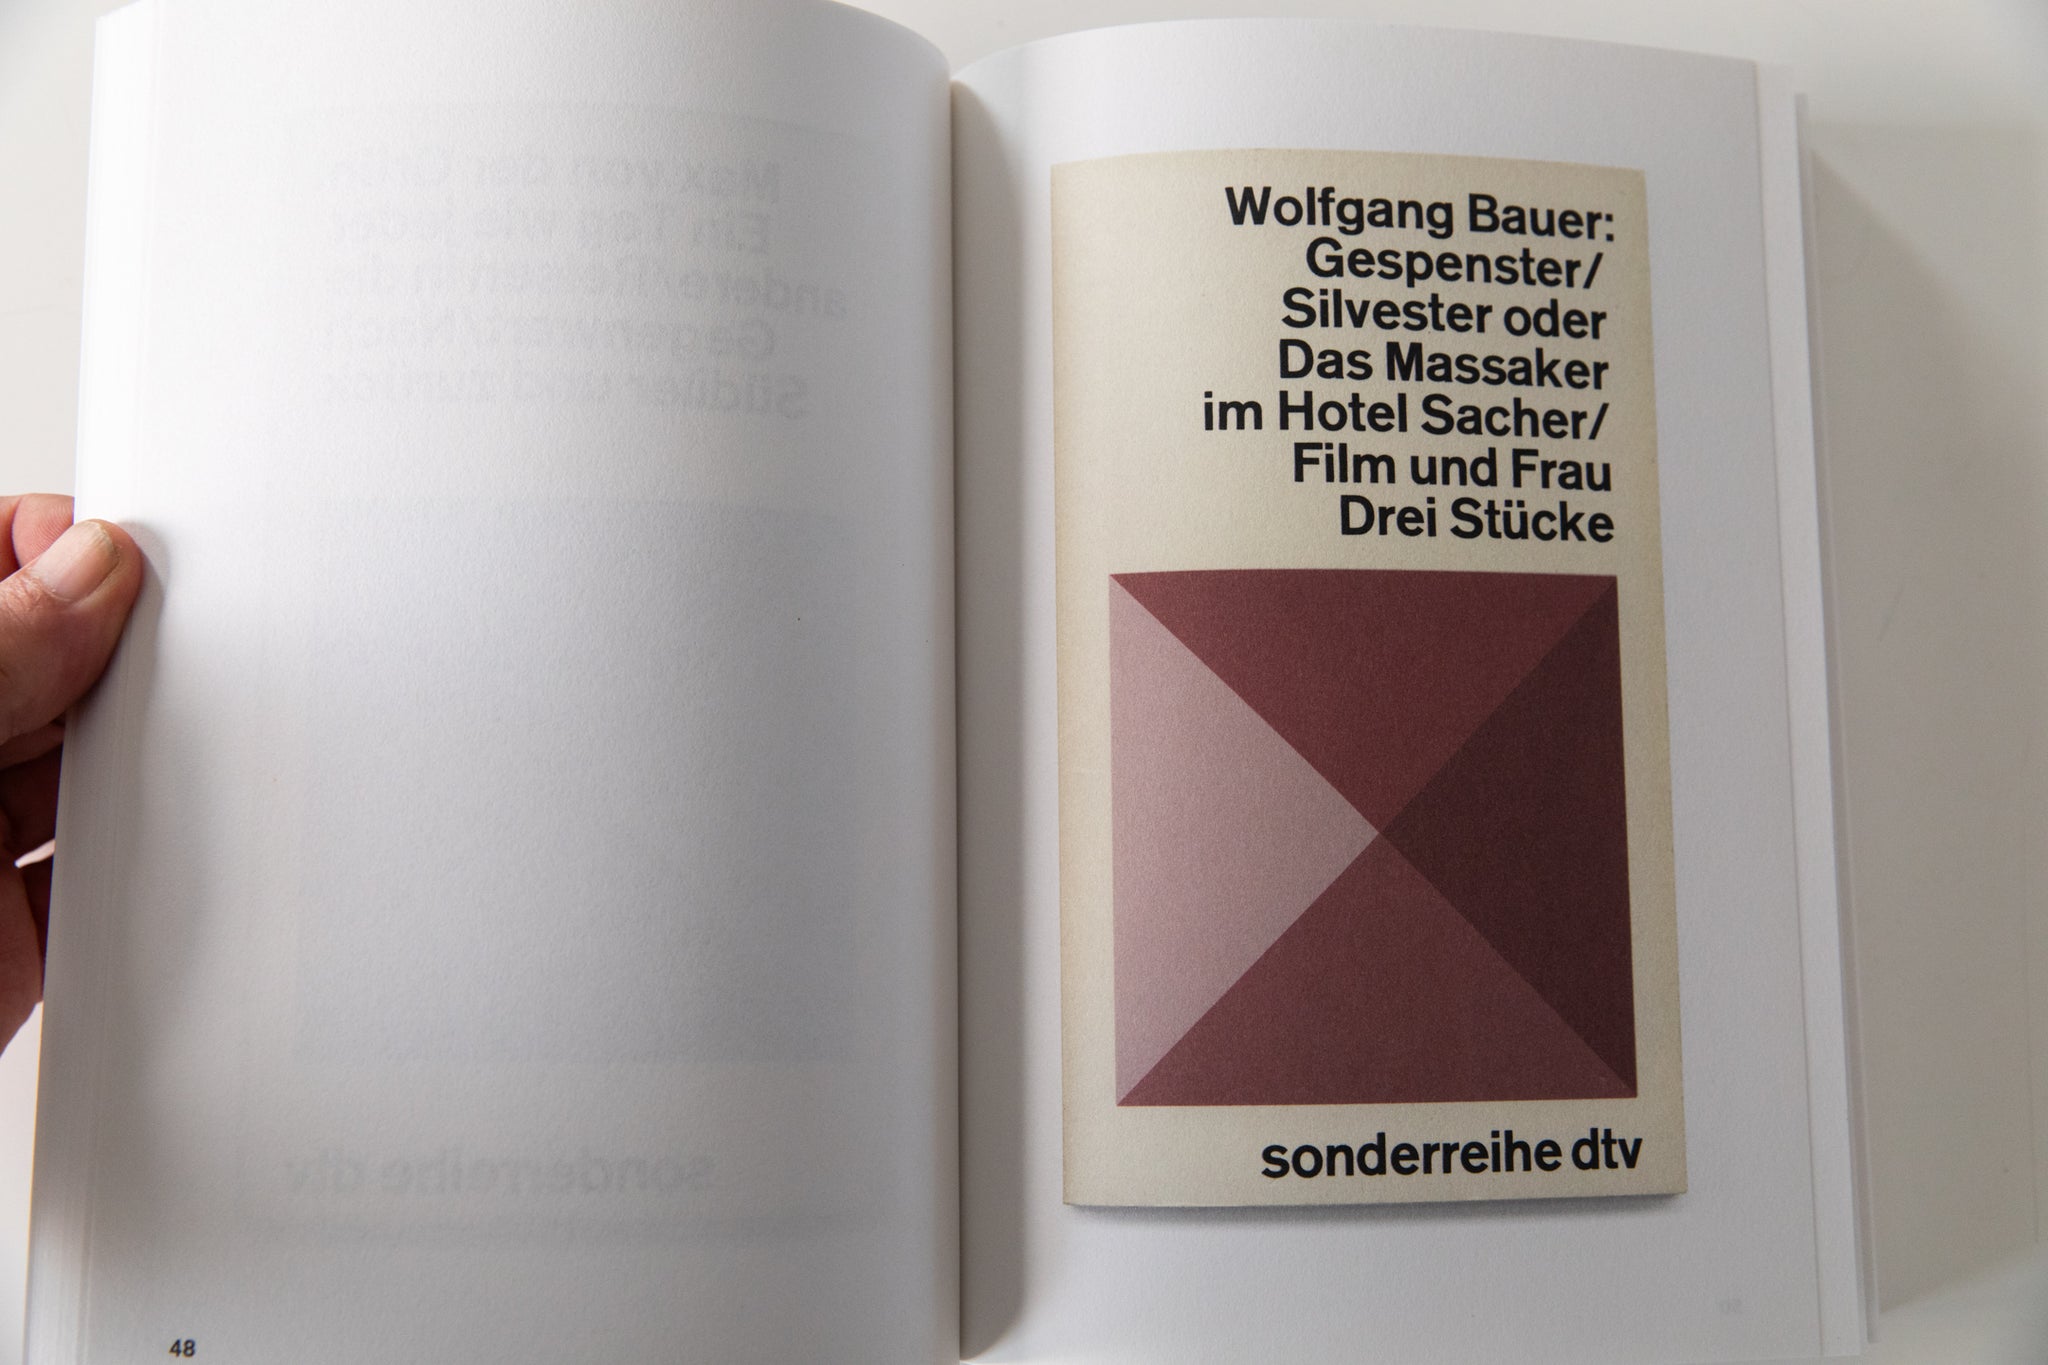 48
Wolfgang Bauer:
Gespenster/
Silvester oder
Das Massaker
im Hotel Sacher/
Film und Frau
Drei Stücke
sonderreihe dtv